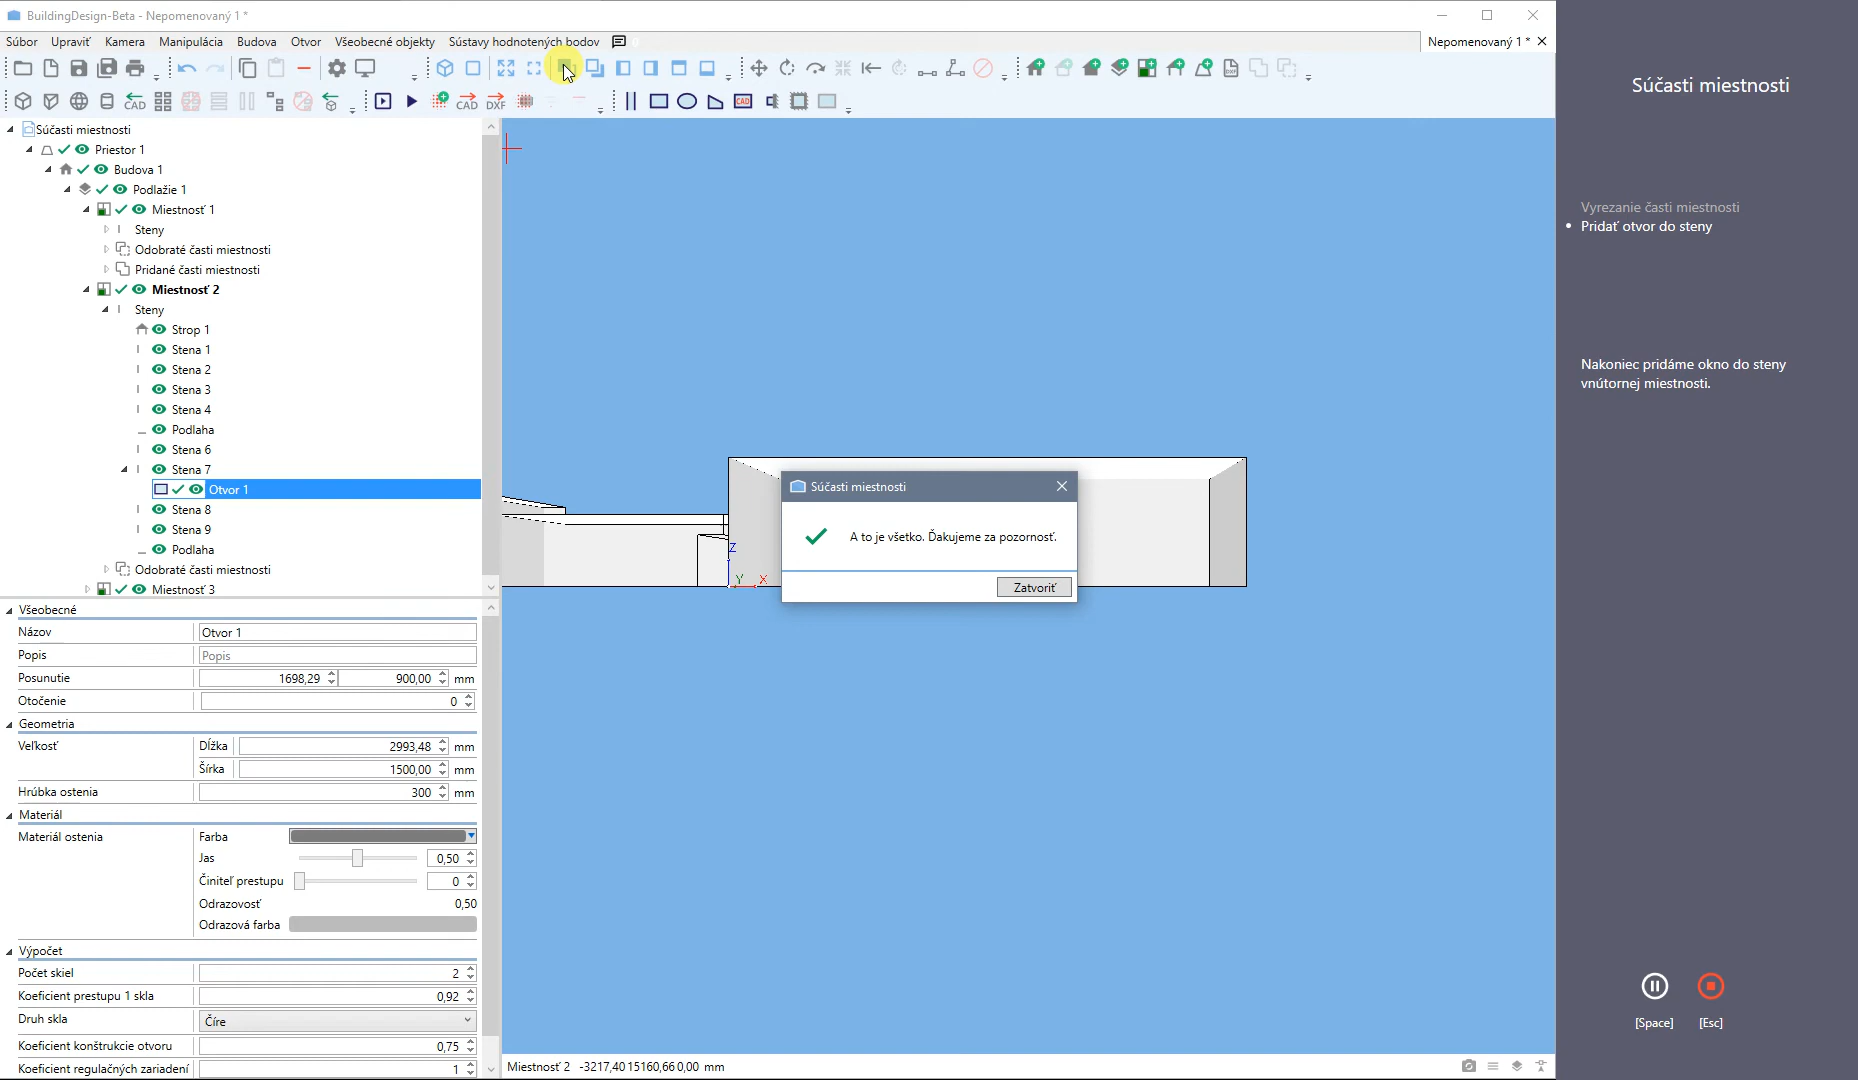 BuildingDesign-Beta - Nepomenovaný 1 *
Súbor Upraviť Kamera Manipulácia Budova Otvor Všeobecné objekty Sústavy hodnotených bodov
Nepomenovaný 1 *
CAD
CAD DXF
CAD
DXF
Súčasti miestnosti
Priestor 1
Budova 1
Podlažie 1
Miestnosť 1
Steny
Odobraté časti miestnosti
Pridané časti miestnosti
Miestnosť 2
Steny
Strop 1
Stena 1
Stena 2
Stena 3
Stena 4
Podlaha
Stena 6
Stena 7
Otvor 1
Stena 8
Stena 9
Podlaha
Odobraté časti miestnosti
Miestnosť 3
Všeobecné
Názov Otvor 1
Popis Popis
Posunutie 1698,29 900,00 mm
Otočenie 0
Geometria
Veľkosť Dĺžka 2993,48 mm
Šírka 1500,00 mm
Hrúbka ostenia 300 mm
Materiál
Materiál ostenia Farba
Jas 0,50
Činiteľ prestupu 0
Odrazovosť 0,50
Odrazová farba
Výpočet
Počet skiel 2
Koeficient prestupu 1 skla 0,92
Druh skla Číre
Koeficient konštrukcie otvoru 0,75
Koeficient regulačných zariadení 1
Z
Y X
Súčasti miestnosti
A to je všetko. Ďakujeme za pozornosť.
Zatvoriť
Miestnosť 2 -3217,40 15160,66 0,00 mm
Súčasti miestnosti
Vyrezanie časti miestnosti
• Pridať otvor do steny
Nakoniec pridáme okno do steny
vnútornej miestnosti.
[Space] [Esc]